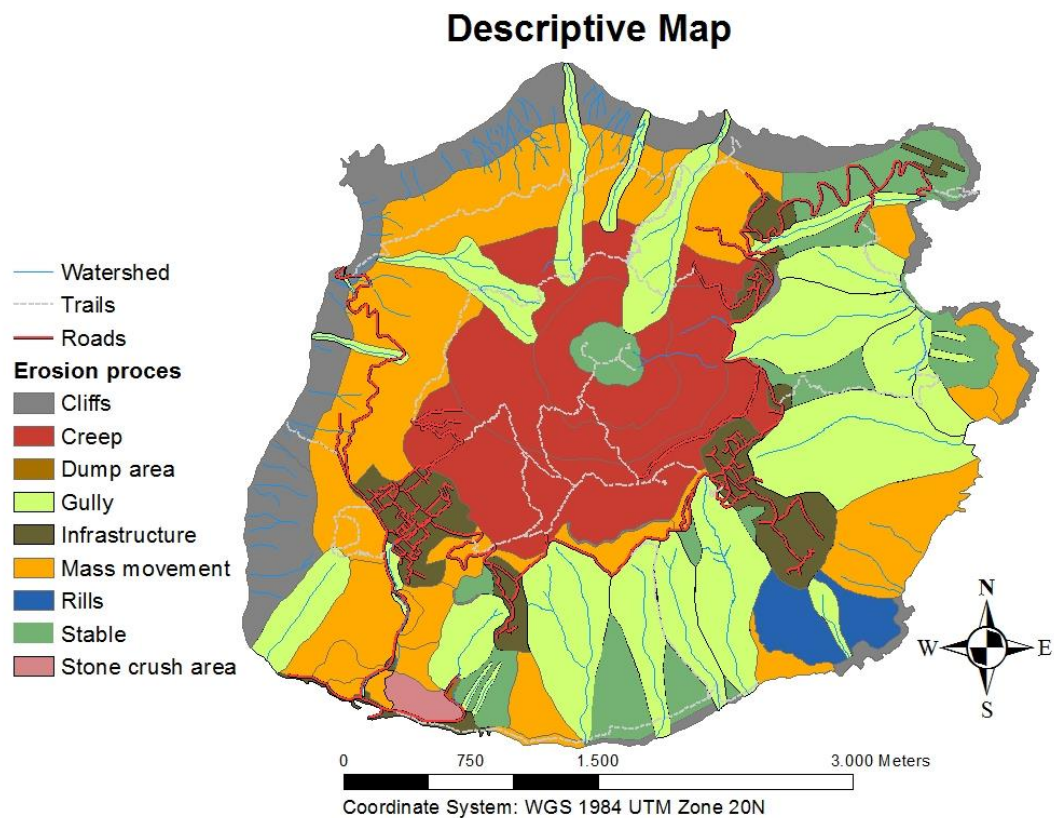 Descriptive Map
Watershed
Trails
Roads
Erosion proces
Cliffs
Creep
Dump area
Gully
Infrastructure
Mass movement
Rills
Stable
Stone crush area
N
W E
S
0 750 1.500 3.000 Meters
Coordinate System: WGS 1984 UTM Zone 20N